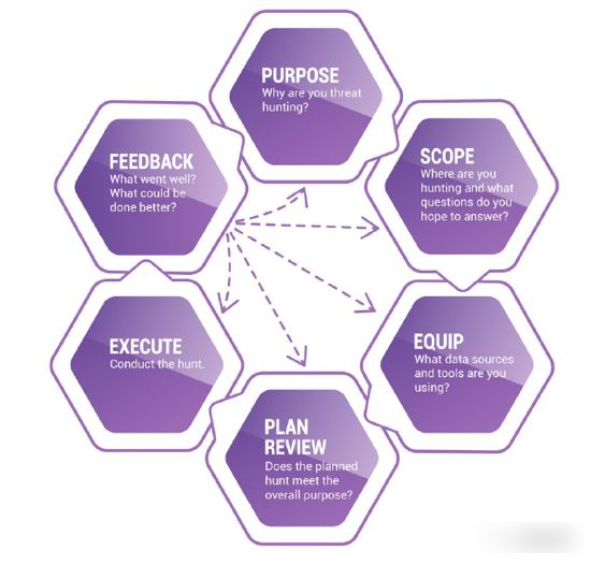 PURPOSE
Why are you threat
hunting?
SCOPE
Where are you
hunting and what
questions do you
hope to answer?
EQUIP
What data sources
and tools are you
using?
PLAN
REVIEW
Does the planned
hunt meet the
overall purpose?
EXECUTE
Conduct the hunt.
FEEDBACK
What went well?
What could be
done better?